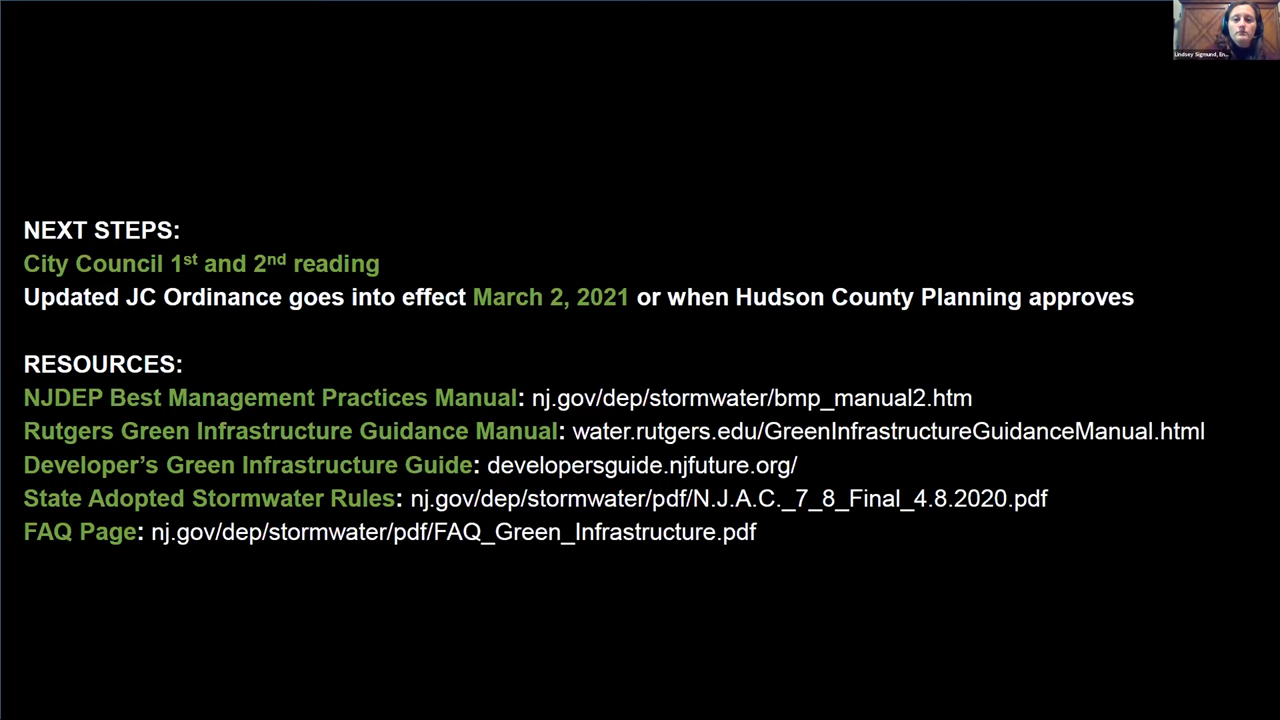 Lindsey Sigmund, En...
NEXT STEPS:
City Council 1st and 2nd reading
Updated JC Ordinance goes into effect March 2, 2021 or when Hudson County Planning approves
RESOURCES:
NJDEP Best Management Practices Manual: nj.gov/dep/stormwater/bmp_manual2.htm
Rutgers Green Infrastructure Guidance Manual: water.rutgers.edu/GreenInfrastructureGuidanceManual.html
Developer’s Green Infrastructure Guide: developersguide.njfuture.org/
State Adopted Stormwater Rules: nj.gov/dep/stormwater/pdf/N.J.A.C._7_8_Final_4.8.2020.pdf
FAQ Page: nj.gov/dep/stormwater/pdf/FAQ_Green_Infrastructure.pdf